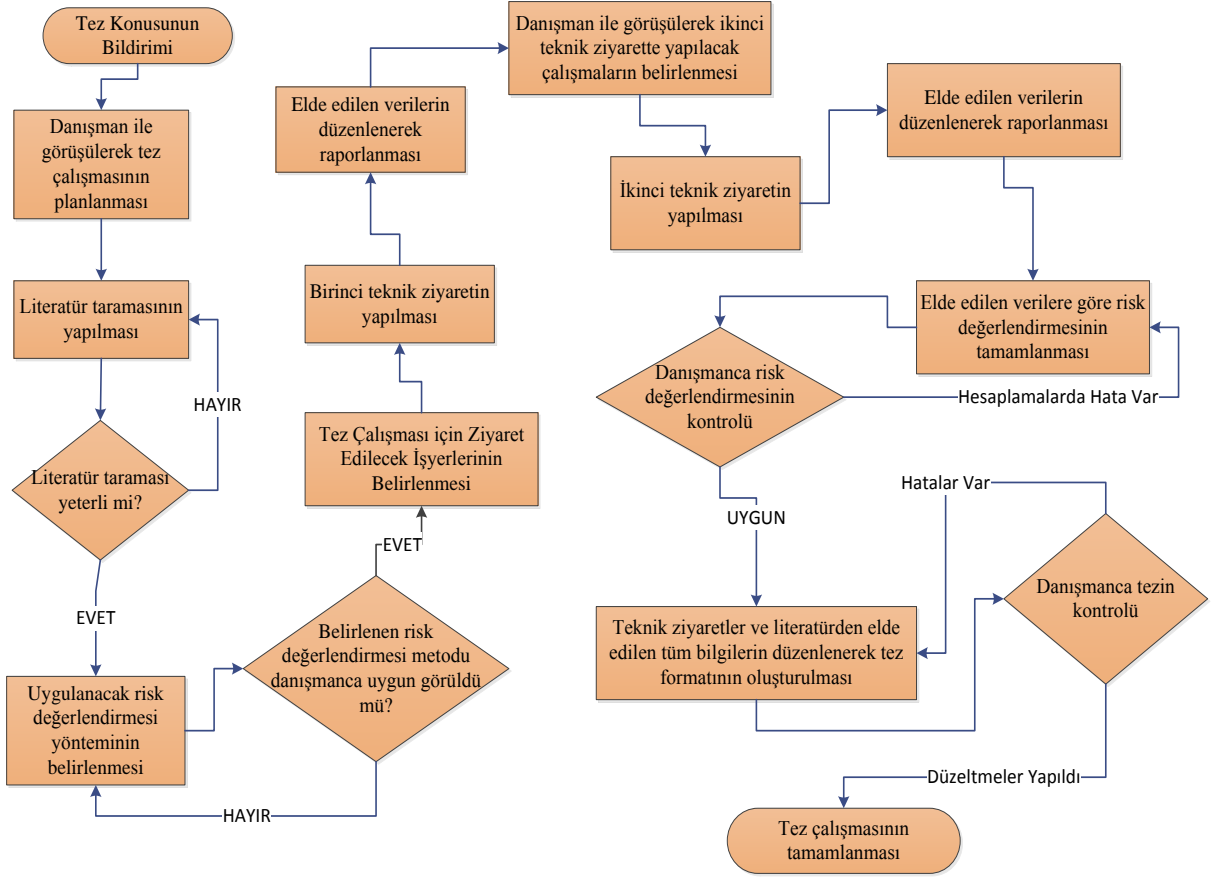 Tez Konusunun
Bildirimi
Danışman ile
görüşülerek tez
çalışmasının
planlanması
Literatür taramasının
yapılması
HAYIR
Literatür taraması
yeterli mi?
EVET
Uygulanacak risk
değerlendirmesi
yönteminin
belirlenmesi
Belirlenen risk
değerlendirmesi metodu
danışmanca uygun görüldü
mü?
HAYIR
EVET
Tez Çalışması için Ziyaret
Edilecek İşyerlerinin
Belirlenmesi
Birinci teknik ziyaretin
yapılması
Elde edilen verilerin
düzenlenerek
raporlanması
Danışman ile görüşülerek ikinci
teknik ziyarette yapılacak
çalışmaların belirlenmesi
İkinci teknik ziyaretin
yapılması
Elde edilen verilerin
düzenlenerek raporlanması
Elde edilen verilere göre risk
değerlendirmesinin
tamamlanması
Danışmanca risk
değerlendirmesinin
kontrolü
Hesaplamalarda Hata Var
UYGUN
Teknik ziyaretler ve literatürden elde
edilen tüm bilgilerin düzenlenerek tez
formatının oluşturulması
Hatalar Var
Danışmanca tezin
kontrolü
Düzeltmeler Yapıldı
Tez çalışmasının
tamamlanması